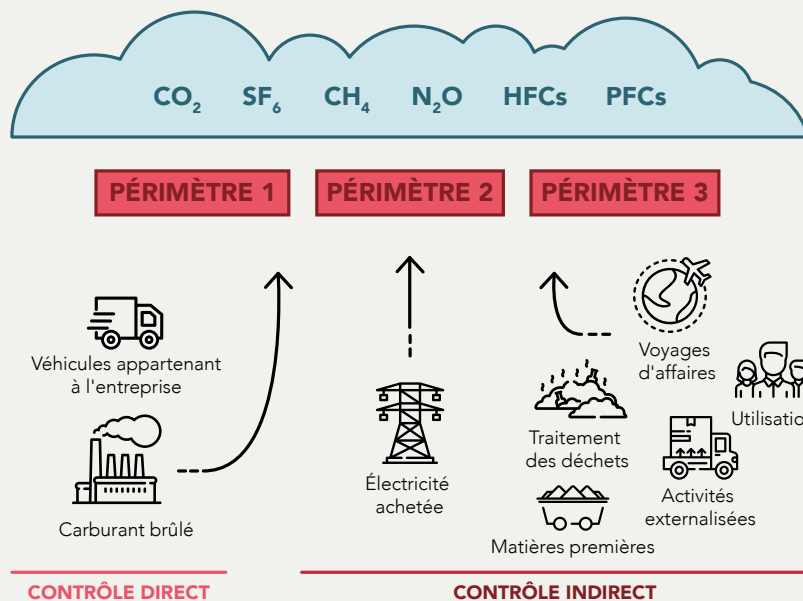 CO₂ SF₆ CH₄ N₂O HFCs PFCs
PÉRIMÈTRE 1
PÉRIMÈTRE 2
PÉRIMÈTRE 3
Véhicules appartenant
à l'entreprise
Carburant brûlé
Électricité
achetée
Voyages
d'affaires
Utilisation
Traitement
des déchets
Activités
externalisées
Matières premières
CONTRÔLE DIRECT
CONTRÔLE INDIRECT